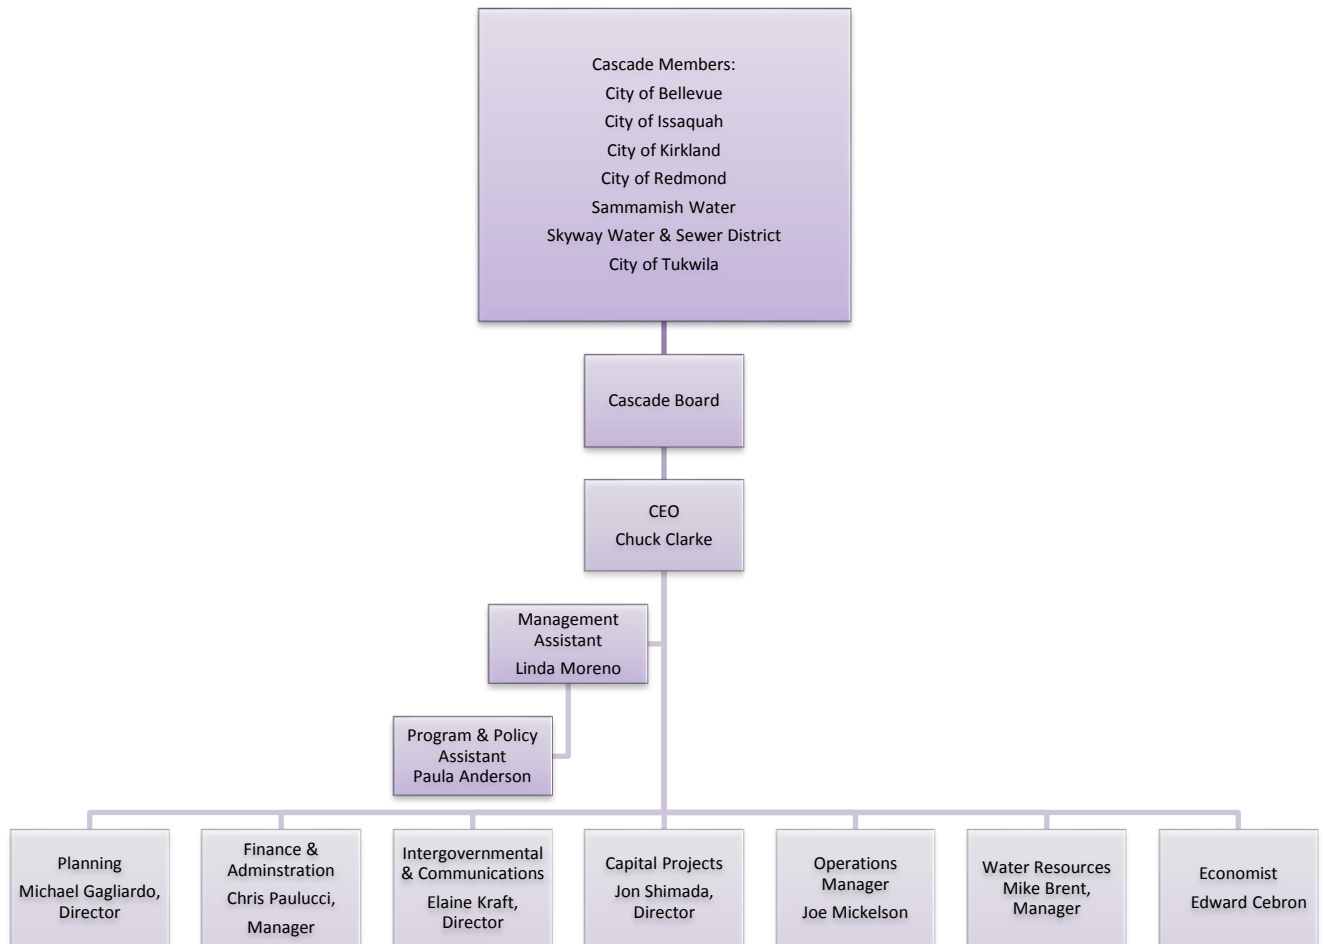 Cascade Members:
City of Bellevue
City of Issaquah
City of Kirkland
City of Redmond
Sammamish Water
Skyway Water & Sewer District
City of Tukwila
Cascade Board
CEO
Chuck Clarke
Management
Assistant
Linda Moreno
Program & Policy
Assistant
Paula Anderson
Planning
Michael Gagliardo,
Director
Finance &
Adminstration
Chris Paulucci,
Manager
Intergovernmental
& Communications
Elaine Kraft,
Director
Capital Projects
Jon Shimada,
Director
Operations
Manager
Joe Mickelson
Water Resources
Mike Brent,
Manager
Economist
Edward Cebron